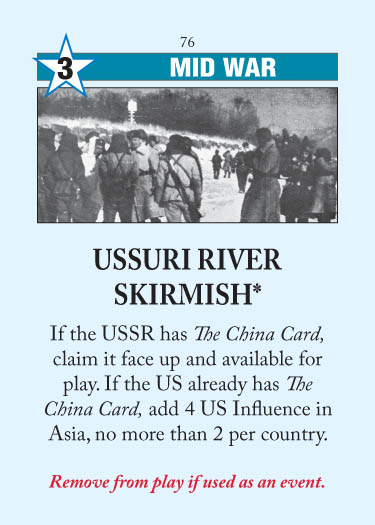 76
3
MID WAR
USSURI RIVER
SKIRMISH*
If the USSR has The China Card,
claim it face up and available for
play. If the US already has The
China Card, add 4 US Influence in
Asia, no more than 2 per country.
Remove from play if used as an event.